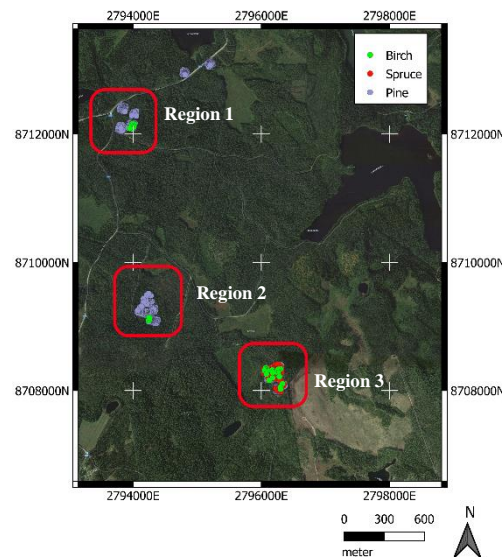 2794000E 2796000E 2798000E
Birch
Spruce
Pine
Region 1
8712000N 8712000N
8710000N 8710000N
Region 2
Region 3
8708000N 8708000N
2794000E 2796000E 2798000E
N
0 300 600
meter